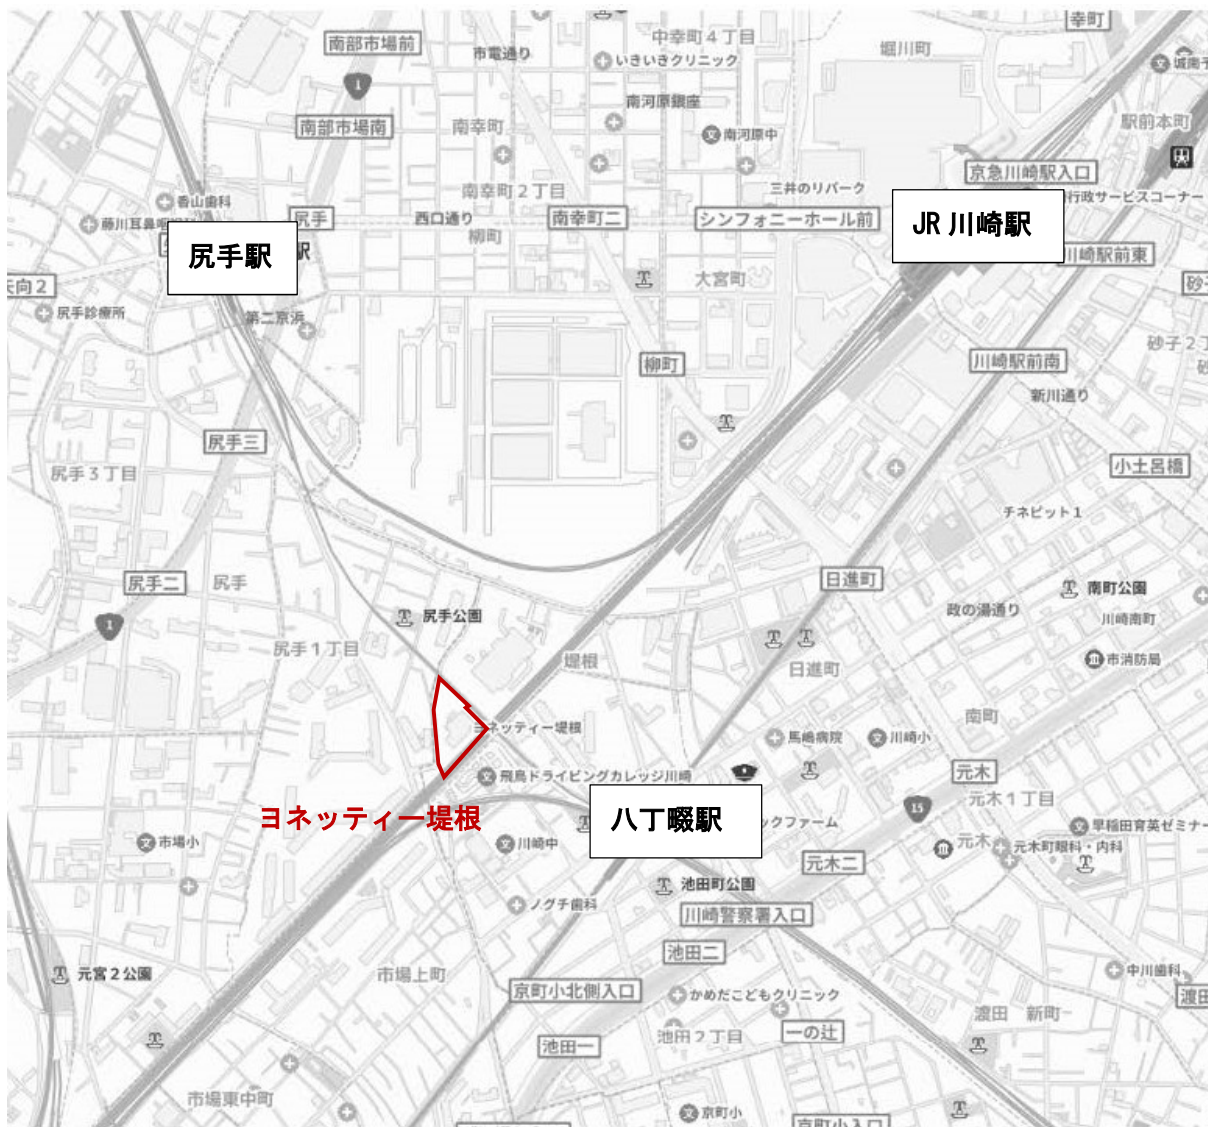 幸町
南部市場前
市電通り
中幸町4丁目
堀川町
いきいきクリニック
1
南河原銀座
南部市場南
南幸町
南河原中
駅前本町
京急川崎駅入口
南幸町2丁目
三井のリパーク
香山歯科
行政サービスコーナー
尻手
西口通り
南幸町二
シンフォニーホール前
JR 川崎駅
柳町
尻手駅
駅
川崎駅前東
大宮町
矢向2
尻手診療所
第二京浜
砂子2丁
柳町
川崎駅前南
新川通り
尻手三
尻手3丁目
小土呂橋
チネビット1
尻手二
尻手
日進町
南町公園
政の湯通り
尻手公園
川崎南町
1
尻手1丁目
堤根
日進町
市消防局
南町
ヨネッティー堤根
馬嶋病院
川崎小
飛鳥ドライビングカレッジ川崎
元木
元木1丁目
15
ヨネッティー堤根
八丁畷駅
ックファーム
早稲田育英ゼミナー
市場小
川崎中
元木
元木町眼科・内科
元木二
池田町公園
ノグチ歯科
川崎警察署入口
池田二
元宮2公園
市場上町
中川歯科
京町小北側入口
かめだこどもクリニック
渡田
渡田 新町
池田2丁目
一の辻
池田一
市場東中町
京町小
京町小入口